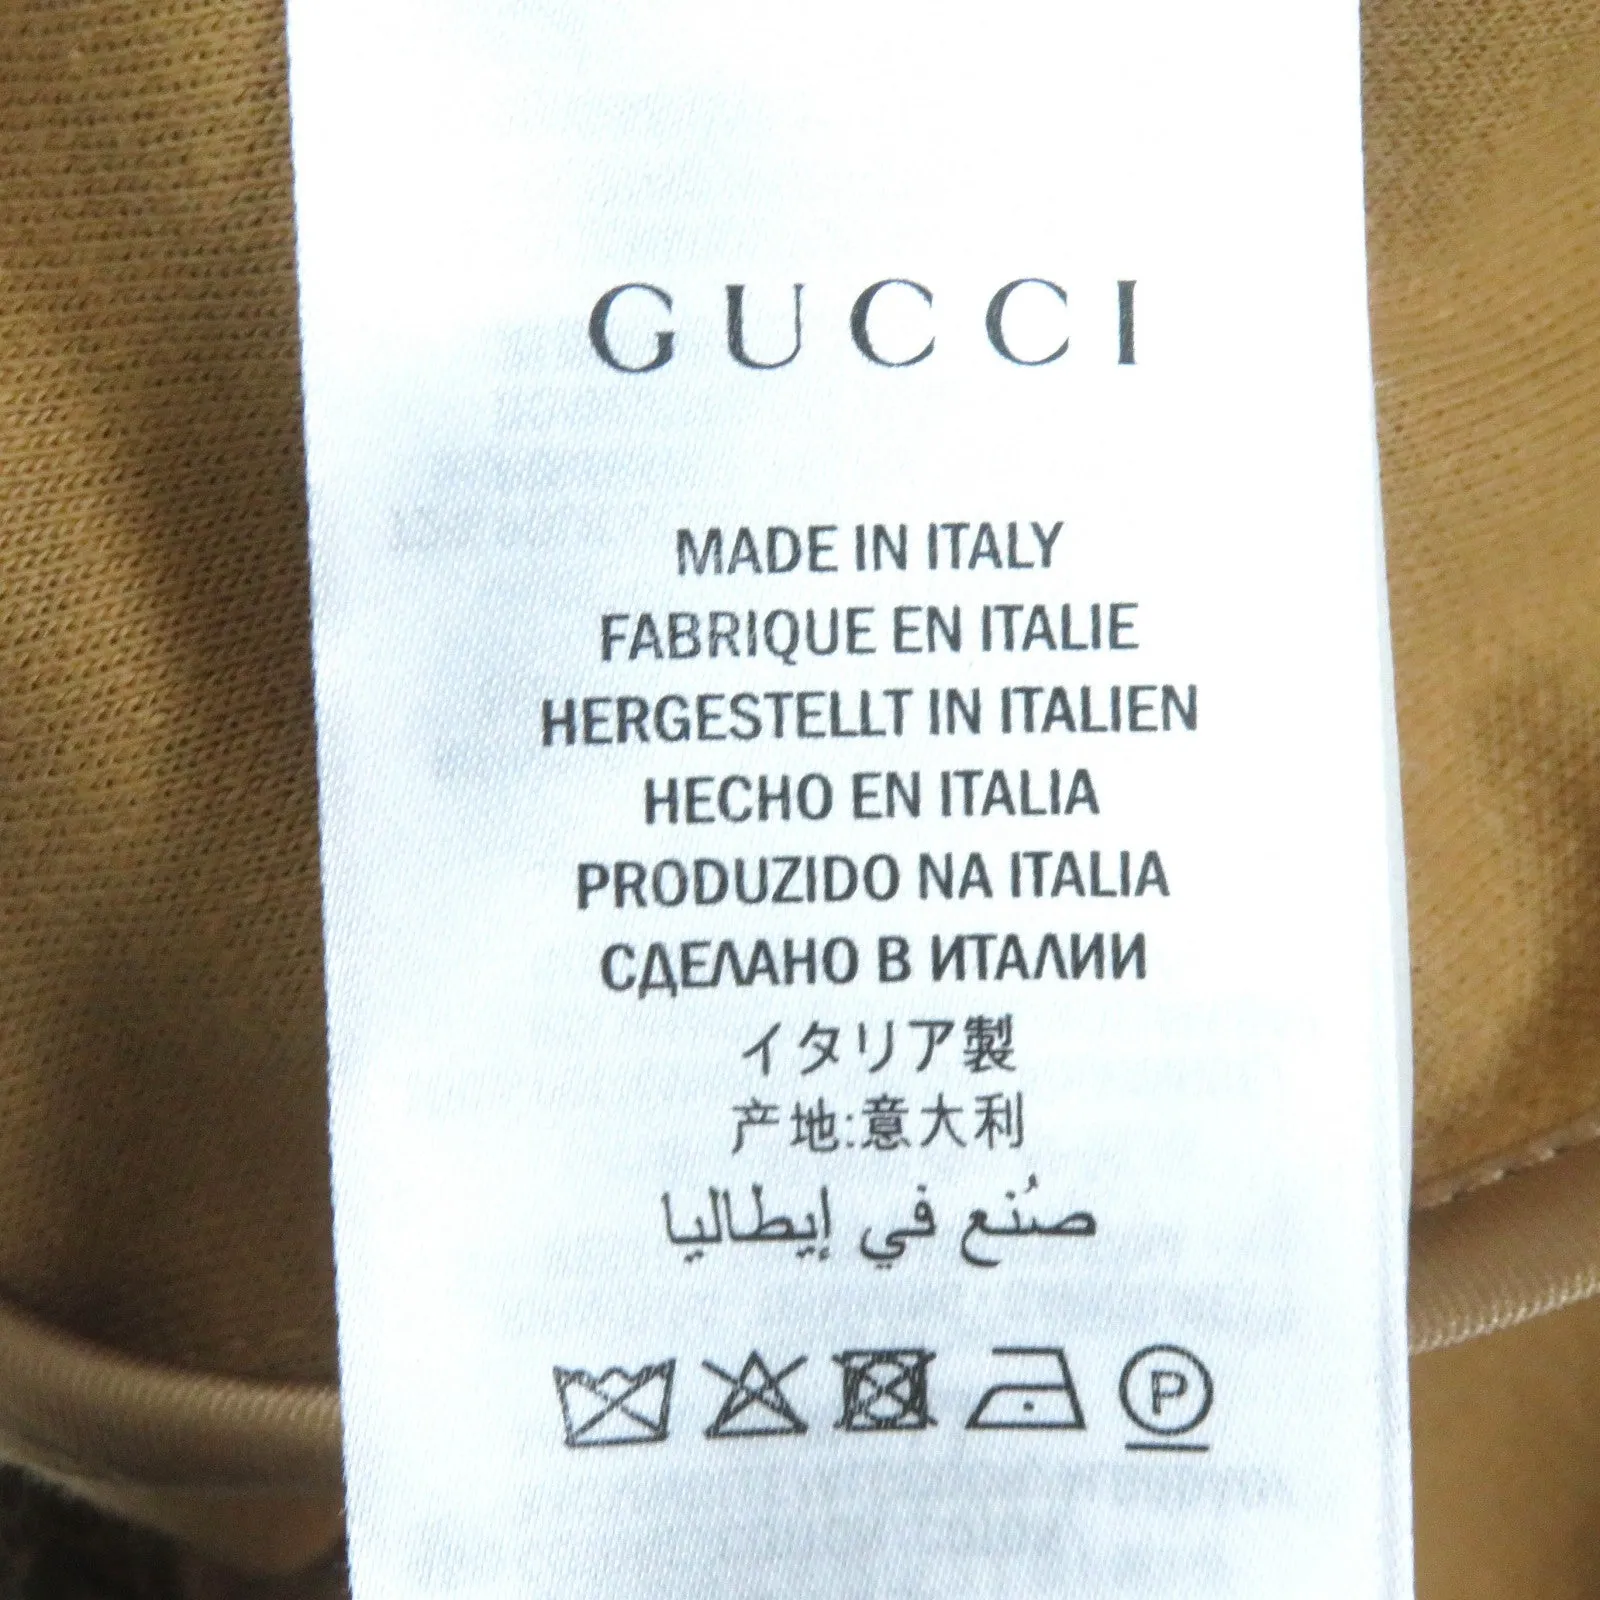 GUCCI
MADE IN ITALY
FABRIQUE EN ITALIE
HERGESTELLT IN ITALIEN
HECHO EN ITALIA
PRODUZIDO NA ITALIA
СДЕЛАНО В ИТАЛИИ
イタリア製
产地:意大利
صُنع في إيطاليا
P